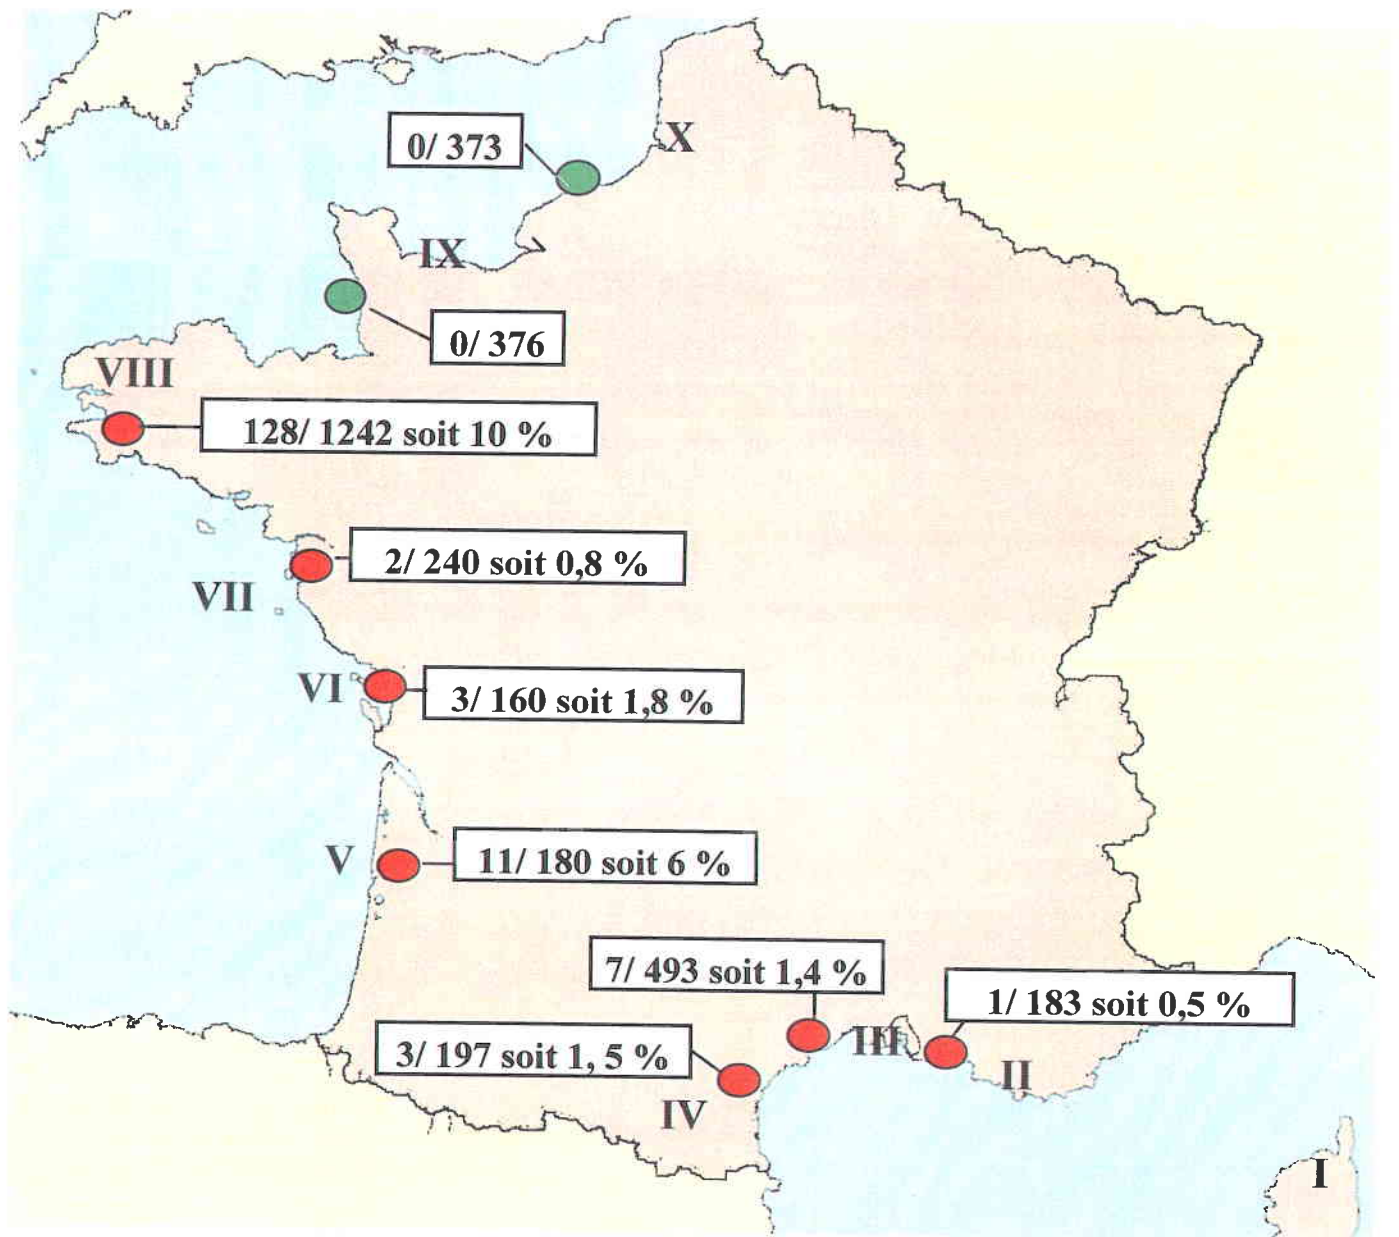 X
0/ 373
IX
0/ 376
VIII
128/ 1242 soit 10 %
2/ 240 soit 0,8 %
VII
VI
3/ 160 soit 1,8 %
V
11/ 180 soit 6 %
7/ 493 soit 1,4 %
1/ 183 soit 0,5 %
III
3/ 197 soit 1, 5 %
II
IV
I